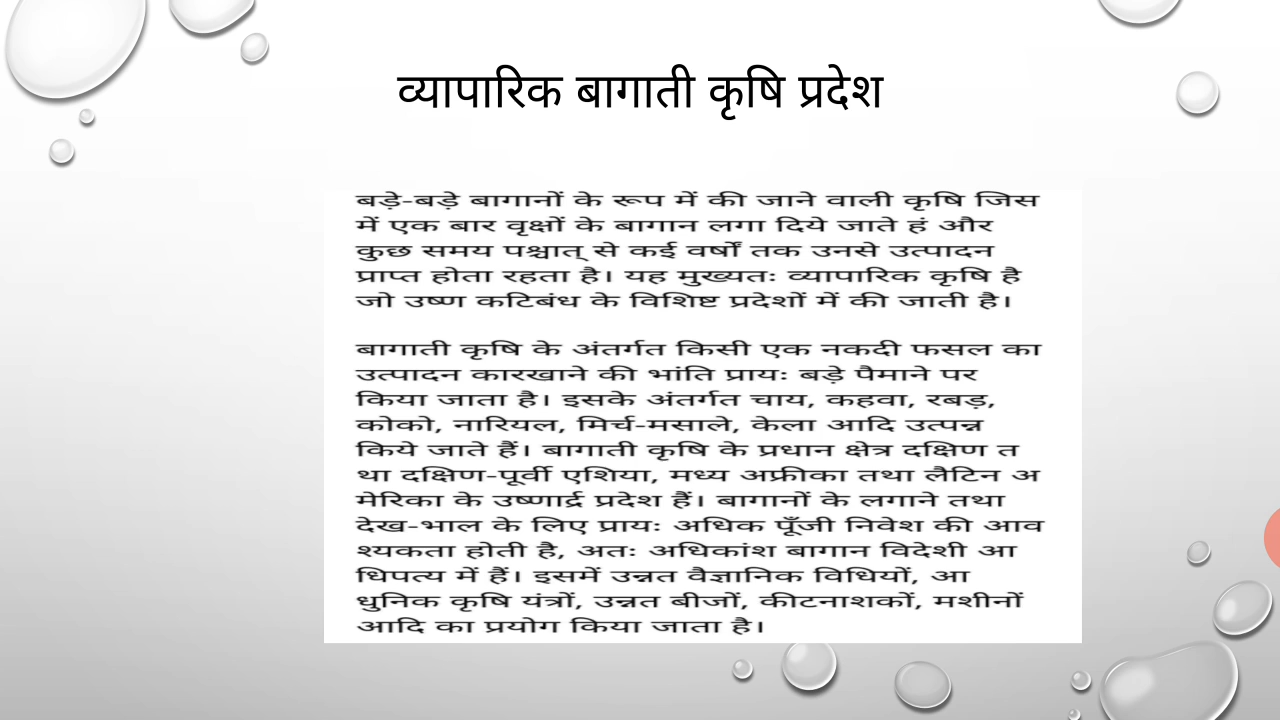 व्यापारिक बागाती कृषि प्रदेश
बड़े-बड़े बागानों के रूप में की जाने वाली कृषि जिस
में एक बार वृक्षों के बागान लगा दिये जाते हं और
कुछ समय पश्चात् से कई वर्षों तक उनसे उत्पादन
प्राप्त होता रहता है। यह मुख्यतः व्यापारिक कृषि है
जो उष्ण कटिबंध के विशिष्ट प्रदेशों में की जाती है।
बागाती कृषि के अंतर्गत किसी एक नकदी फसल का
उत्पादन कारखाने की भांति प्रायः बड़े पैमाने पर
किया जाता है। इसके अंतर्गत चाय, कहवा, रबड़,
कोको, नारियल, मिर्च-मसाले, केला आदि उत्पन्न
किये जाते हैं। बागाती कृषि के प्रधान क्षेत्र दक्षिण त
था दक्षिण-पूर्वी एशिया, मध्य अफ्रीका तथा लैटिन अ
मेरिका के उष्णार्द्र प्रदेश हैं। बागानों के लगाने तथा
देख-भाल के लिए प्रायः अधिक पूँजी निवेश की आव
श्यकता होती है, अतः अधिकांश बागान विदेशी आ
धिपत्य में हैं। इसमें उन्नत वैज्ञानिक विधियों, आ
धुनिक कृषि यंत्रों, उन्नत बीजों, कीटनाशकों, मशीनों
आदि का प्रयोग किया जाता है।